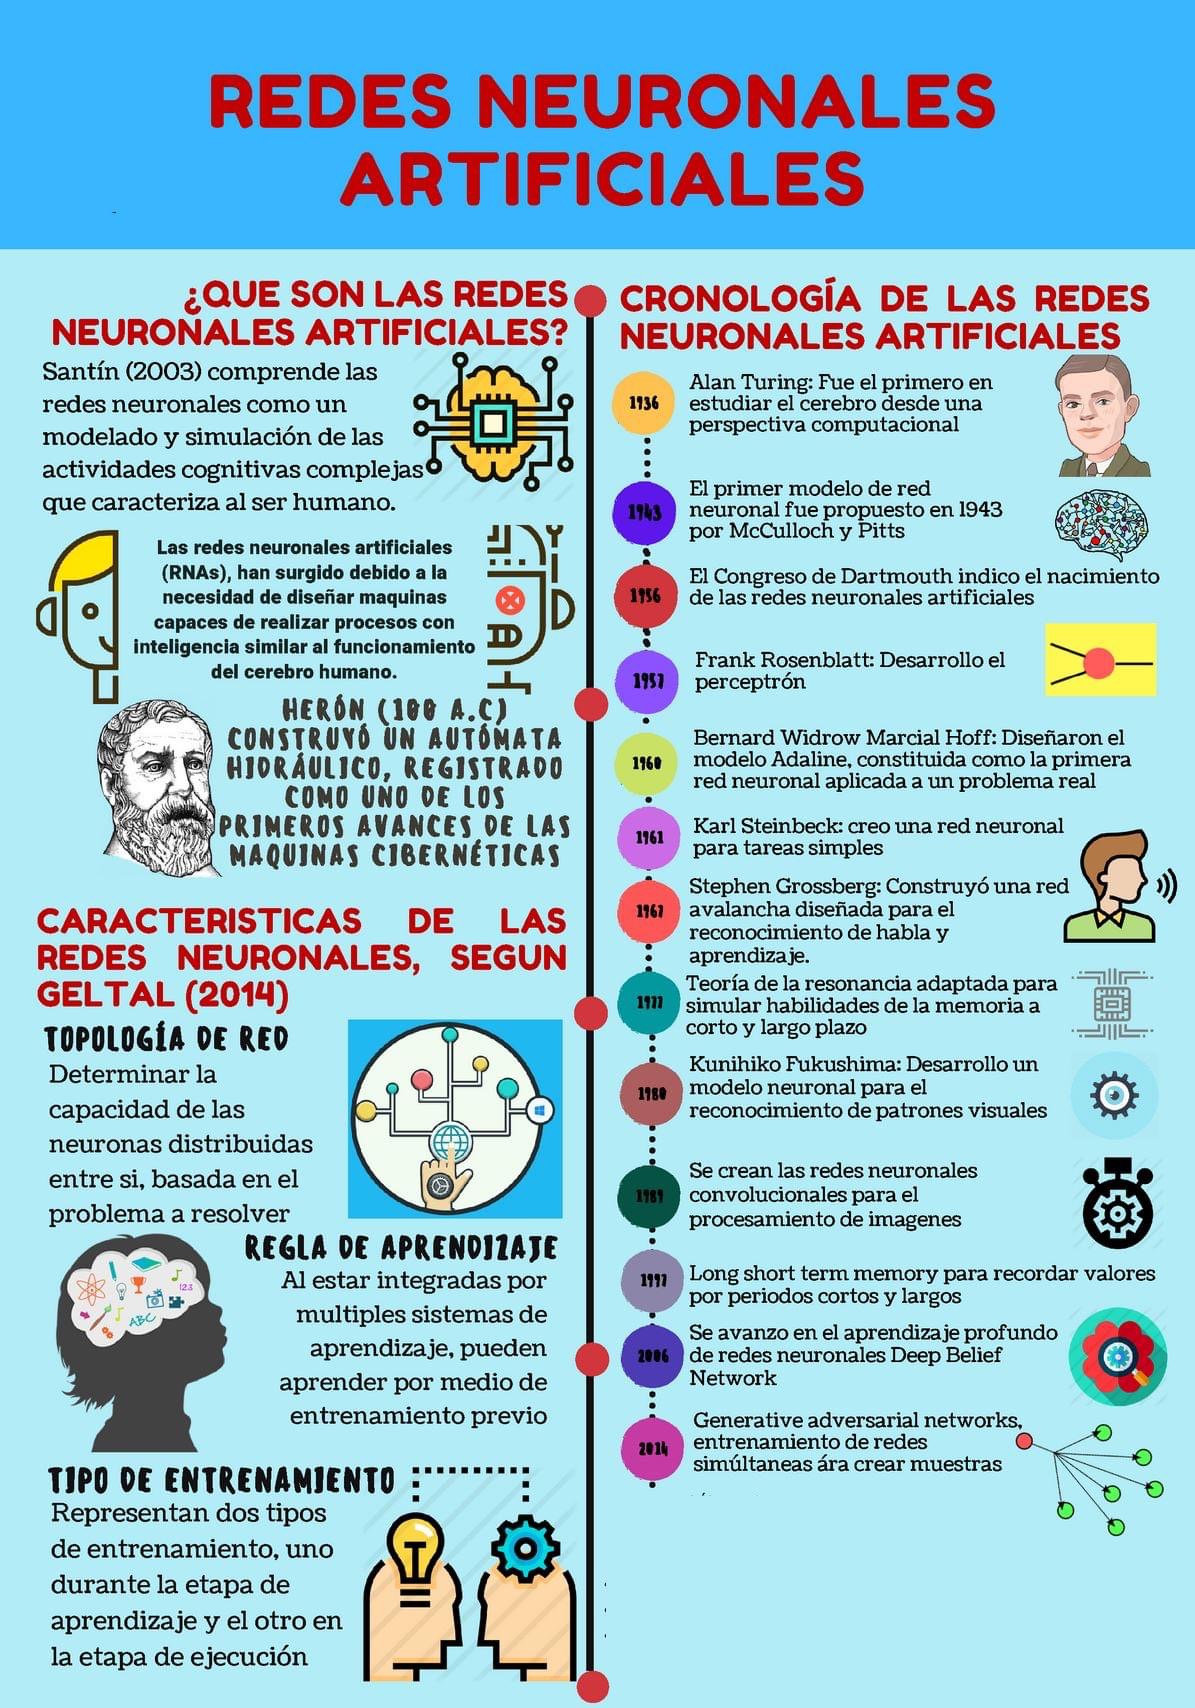 REDES NEURONALES
ARTIFICIALES
¿QUE SON LAS REDES
NEURONALES ARTIFICIALES?
Santín (2003) comprende las
redes neuronales como un
modelado y simulación de las
actividades cognitivas complejas
que caracteriza al ser humano.
Las redes neuronales artificiales
(RNAs), han surgido debido a la
necesidad de diseñar maquinas
capaces de realizar procesos con
inteligencia similar al funcionamiento
del cerebro humano.
HERÓN (100 A.C)
CONSTRUYÓ UN AUTÓMATA
HIDRÁULICO, REGISTRADO
COMO UNO DE LOS
PRIMEROS AVANCES DE LAS
MAQUINAS CIBERNÉTICAS
CARACTERISTICAS DE LAS
REDES NEURONALES, SEGUN
GELTAL (2014)
TOPOLOGÍA DE RED
Determinar la
capacidad de las
neuronas distribuidas
entre si, basada en el
problema a resolver
REGLA DE APRENDIZAJE
Al estar integradas por
multiples sistemas de
aprendizaje, pueden
aprender por medio de
entrenamiento previo
123
ABC
TIPO DE ENTRENAMIENTO
Representan dos tipos
de entrenamiento, uno
durante la etapa de
aprendizaje y el otro en
la etapa de ejecución
CRONOLOGÍA DE LAS REDES
NEURONALES ARTIFICIALES
1936
Alan Turing: Fue el primero en
estudiar el cerebro desde una
perspectiva computacional
1943
El primer modelo de red
neuronal fue propuesto en 1943
por McCulloch y Pitts
1956
El Congreso de Dartmouth indico el nacimiento
de las redes neuronales artificiales
1957
Frank Rosenblatt: Desarrollo el
perceptrón
1960
Bernard Widrow Marcial Hoff: Diseñaron el
modelo Adaline, constituida como la primera
red neuronal aplicada a un problema real
1961
Karl Steinbeck: creo una red neuronal
para tareas simples
1967
Stephen Grossberg: Construyó una red
avalancha diseñada para el
reconocimiento de habla y
aprendizaje.
1977
Teoría de la resonancia adaptada para
simular habilidades de la memoria a
corto y largo plazo
1980
Kunihiko Fukushima: Desarrollo un
modelo neuronal para el
reconocimiento de patrones visuales
1989
Se crean las redes neuronales
convolucionales para el
procesamiento de imagenes
1997
Long short term memory para recordar valores
por periodos cortos y largos
2006
Se avanzo en el aprendizaje profundo
de redes neuronales Deep Belief
Network
2014
Generative adversarial networks,
entrenamiento de redes
simúltaneas ára crear muestras